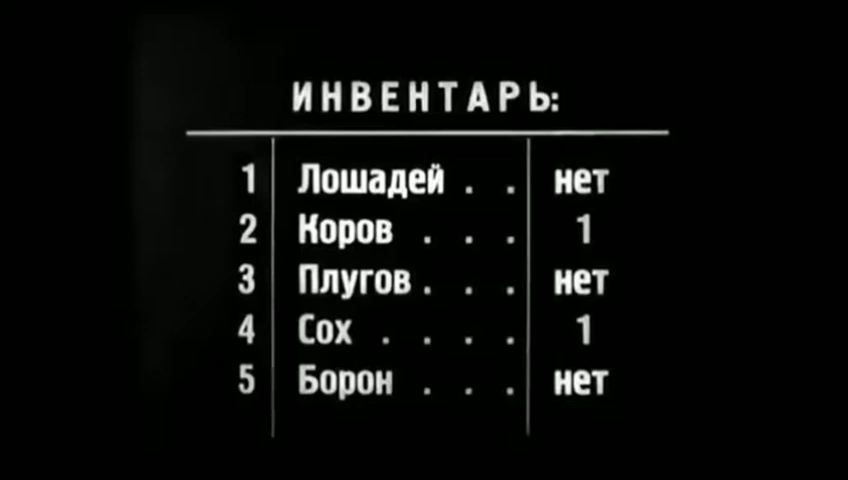 ИНВЕНТАРЬ:
1 Лошадей . . нет
2 Коров . . . 1
3 Плугов . . . нет
4 Сох . . . . 1
5 Борон . . . нет